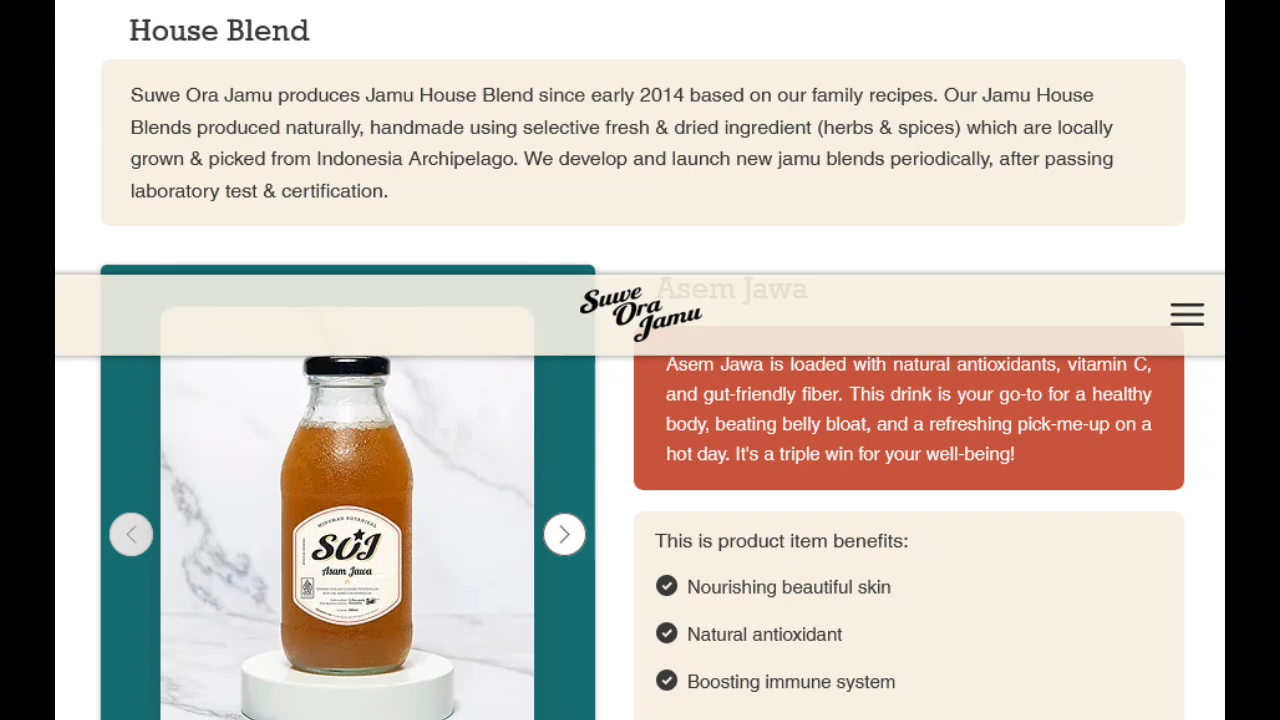 House Blend
Suwe Ora Jamu produces Jamu House Blend since early 2014 based on our family recipes. Our Jamu House
Blends produced naturally, handmade using selective fresh & dried ingredient (herbs & spices) which are locally
grown & picked from Indonesia Archipelago. We develop and launch new jamu blends periodically, after passing
laboratory test & certification.
Asem Jawa
Suwe
Ora
Jamu
Asem Jawa is loaded with natural antioxidants, vitamin C,
and gut-friendly fiber. This drink is your go-to for a healthy
body, beating belly bloat, and a refreshing pick-me-up on a
hot day. It's a triple win for your well-being!
MINUMAN BOTANICAL
SOJ
Asam Jawa
This is product item benefits:
Nourishing beautiful skin
Natural antioxidant
Boosting immune system